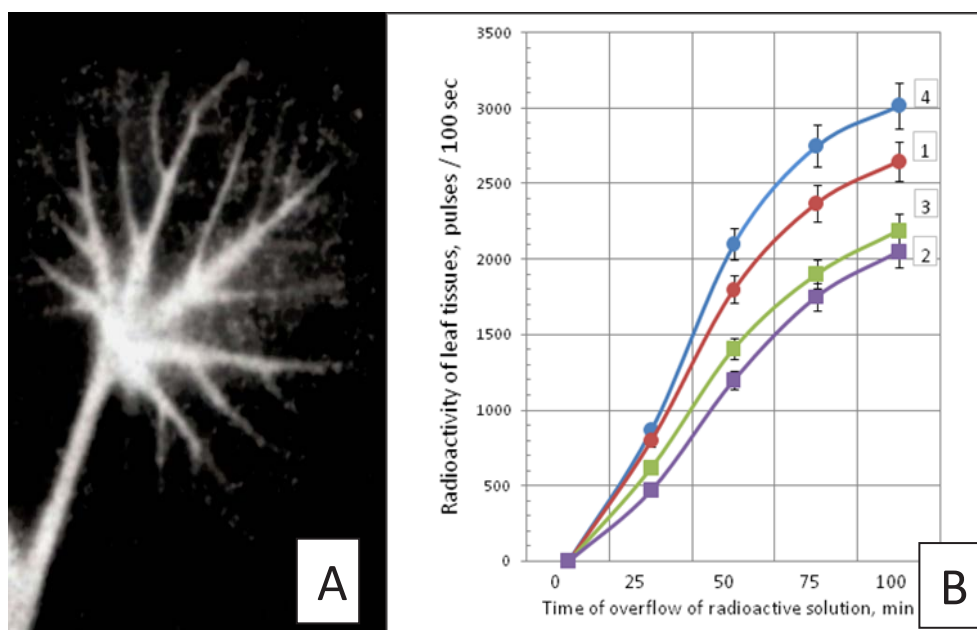 A
Radioactivity of leaf tissues, pulses / 100 sec
3500
3000
2500
2000
1500
1000
500
0
4
1
3
2
0 25 50 75 100
Time of overflow of radioactive solution, min
B